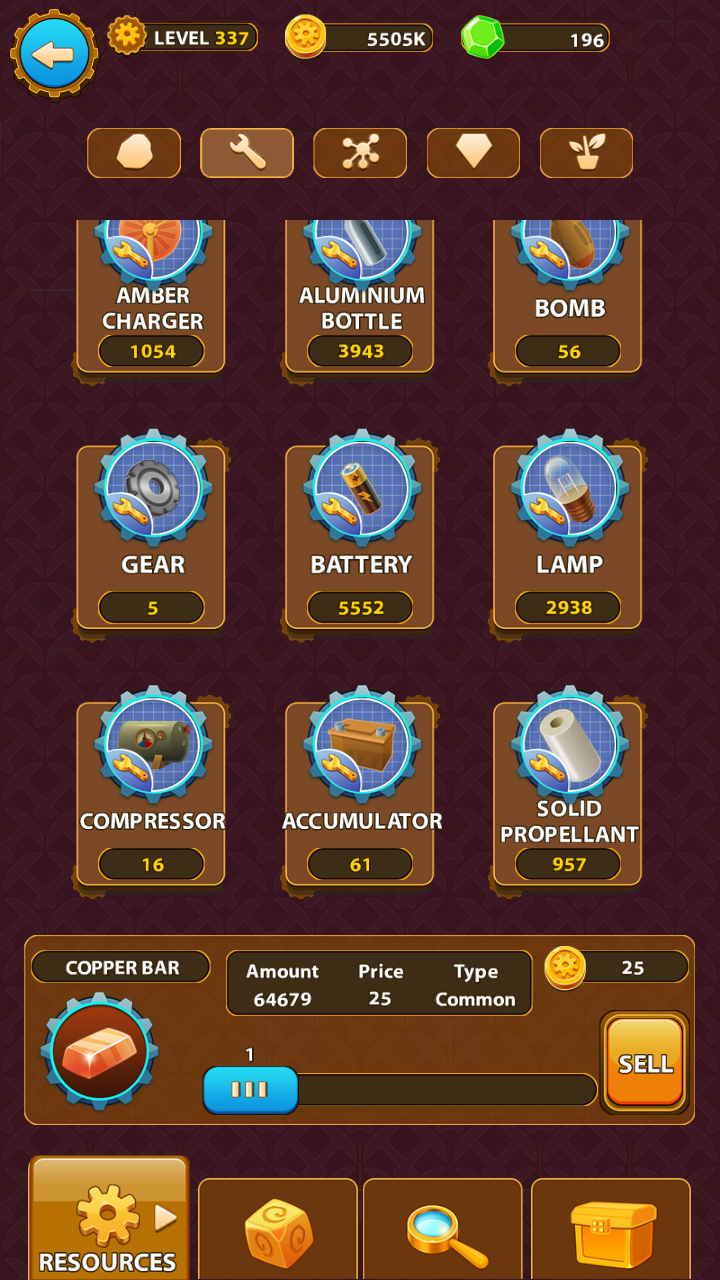 LEVEL 337
5505K
196
AMBER
CHARGER
1054
ALUMINIUM
BOTTLE
3943
BOMB
56
GEAR
5
BATTERY
5552
LAMP
2938
COMPRESSOR
16
ACCUMULATOR
61
SOLID
PROPELLANT
957
COPPER BAR
Amount Price Type
64679 25 Common
25
1
SELL
RESOURCES